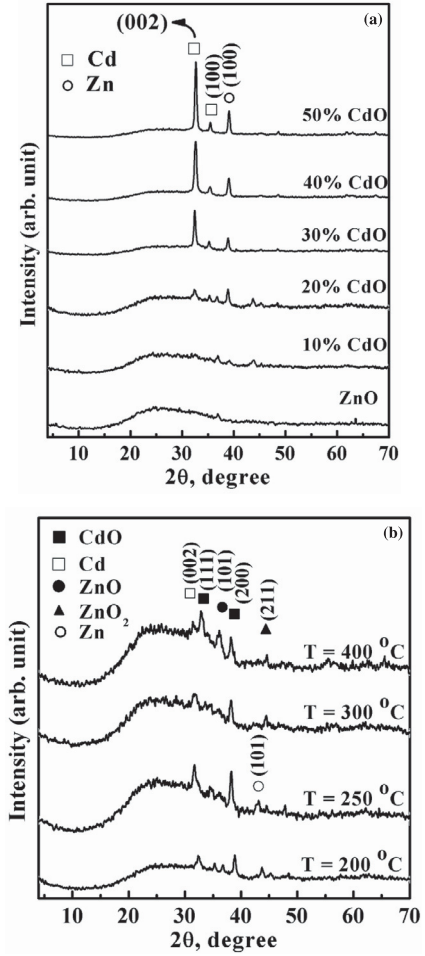 (a)
(002)
□ Cd
○ Zn
(100)
(100)
50% CdO
40% CdO
30% CdO
20% CdO
10% CdO
ZnO
Intensity (arb. unit)
10 20 30 40 50 60 70
2θ, degree
(b)
■ CdO
□ Cd
● ZnO
▲ ZnO2
○ Zn
(002)
(111)
(101)
(200)
(211)
T = 400 °C
T = 300 °C
(101)
T = 250 °C
T = 200 °C
Intensity (arb. unit)
10 20 30 40 50 60 70
2θ, degree